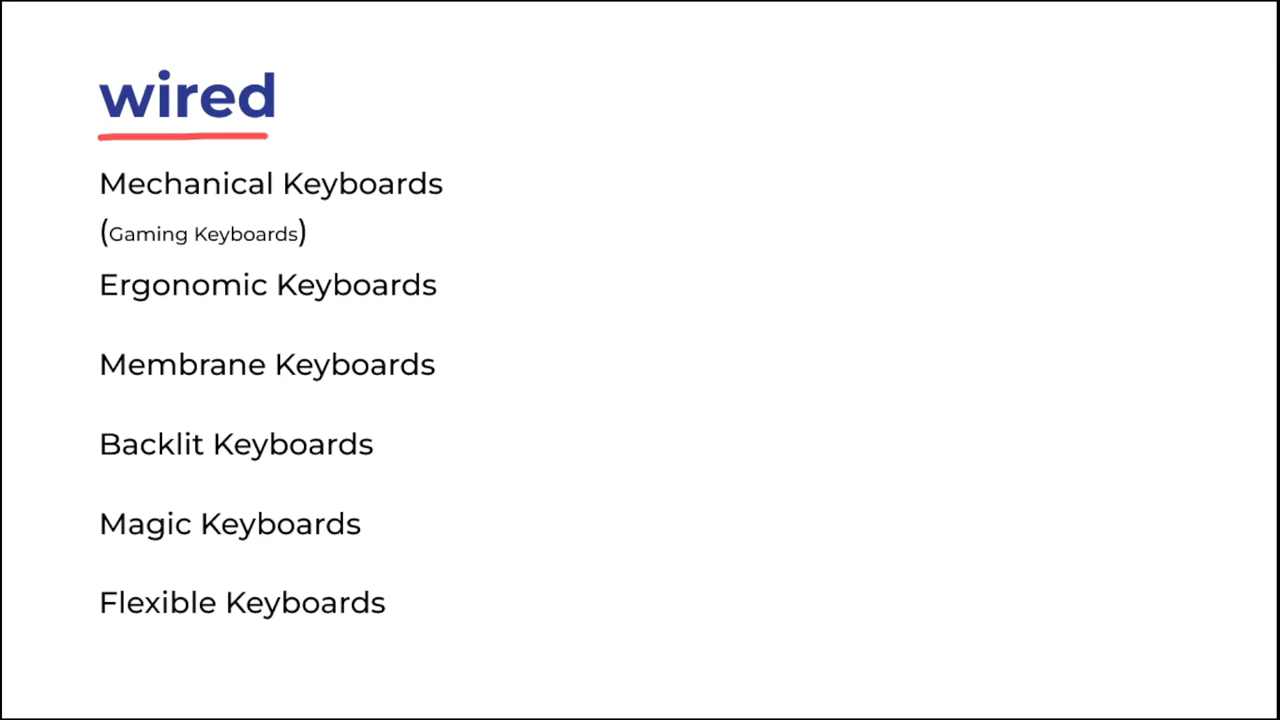 wired
Mechanical Keyboards
(Gaming Keyboards)
Ergonomic Keyboards
Membrane Keyboards
Backlit Keyboards
Magic Keyboards
Flexible Keyboards